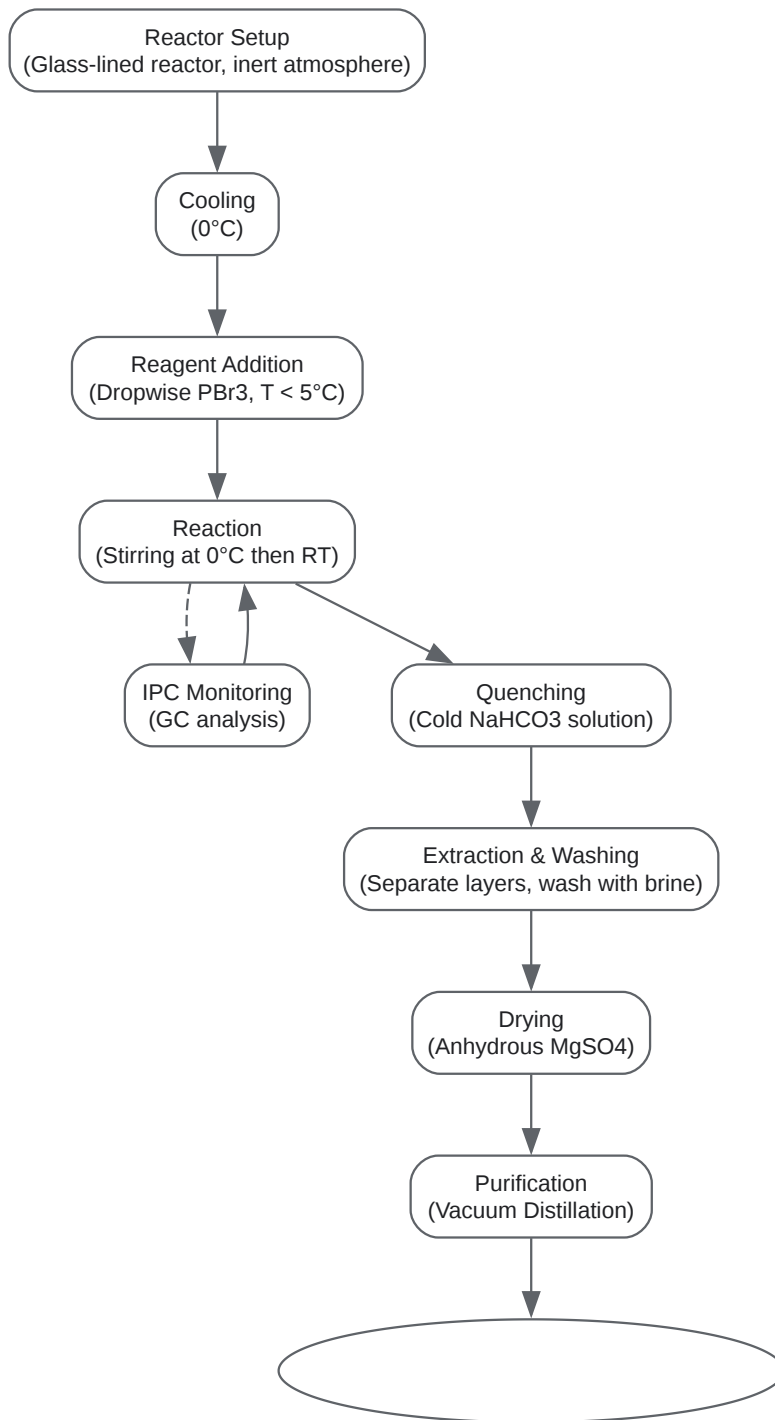 Reactor Setup
(Glass-lined reactor, inert atmosphere)
Cooling
(0°C)
Reagent Addition
(Dropwise PBr3, T < 5°C)
Reaction
(Stirring at 0°C then RT)
IPC Monitoring
(GC analysis)
Quenching
(Cold NaHCO3 solution)
Extraction & Washing
(Separate layers, wash with brine)
Drying
(Anhydrous MgSO4)
Purification
(Vacuum Distillation)